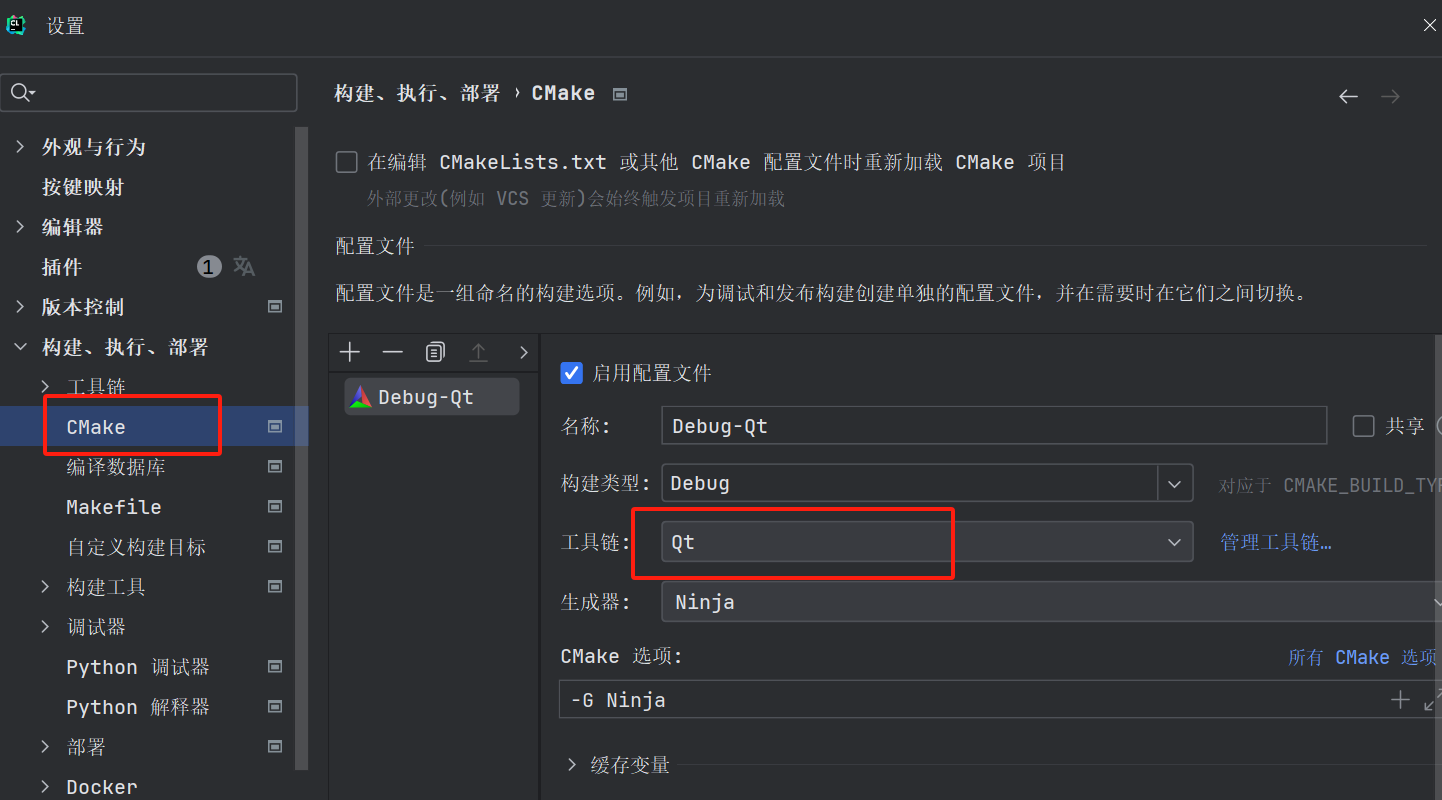 CL
设置
构建、执行、部署 › CMake
外观与行为
按键映射
编辑器
插件 1
版本控制
构建、执行、部署
工具链
CMake
编译数据库
Makefile
自定义构建目标
构建工具
调试器
Python 调试器
Python 解释器
部署
Docker
在编辑 CMakeLists.txt 或其他 CMake 配置文件时重新加载 CMake 项目
外部更改(例如 VCS 更新)会始终触发项目重新加载
配置文件
配置文件是一组命名的构建选项。例如，为调试和发布构建创建单独的配置文件，并在需要时在它们之间切换。
Debug-Qt
启用配置文件
名称: Debug-Qt 共享
构建类型: Debug 对应于 CMAKE_BUILD_TYP
工具链: Qt 管理工具链…
生成器: Ninja
CMake 选项: 所有 CMake 选项
-G Ninja
缓存变量